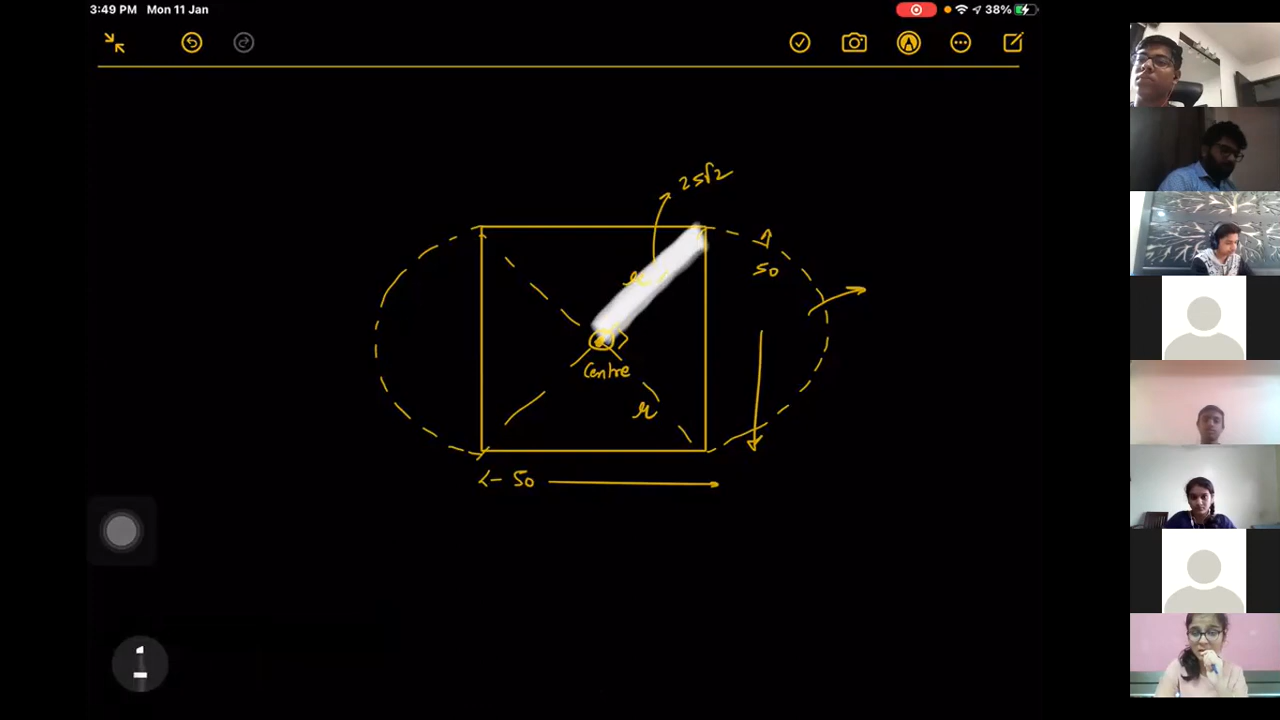 3:49 PM Mon 11 Jan
38%
25√2
50
r
Centre
r
<- 50